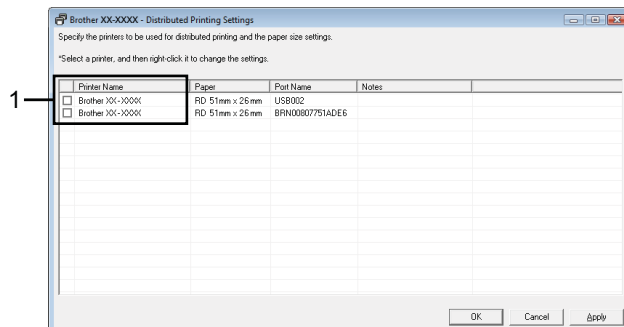 Brother XX-XXXX - Distributed Printing Settings
Specify the printers to be used for distributed printing and the paper size settings.
*Select a printer, and then right-click it to change the settings.
1
Printer Name Paper Port Name Notes
Brother XX-XXXX RD 51mm x 26mm USB002
Brother XX-XXXX RD 51mm x 26mm BRN00807751ADE6
OK Cancel Apply